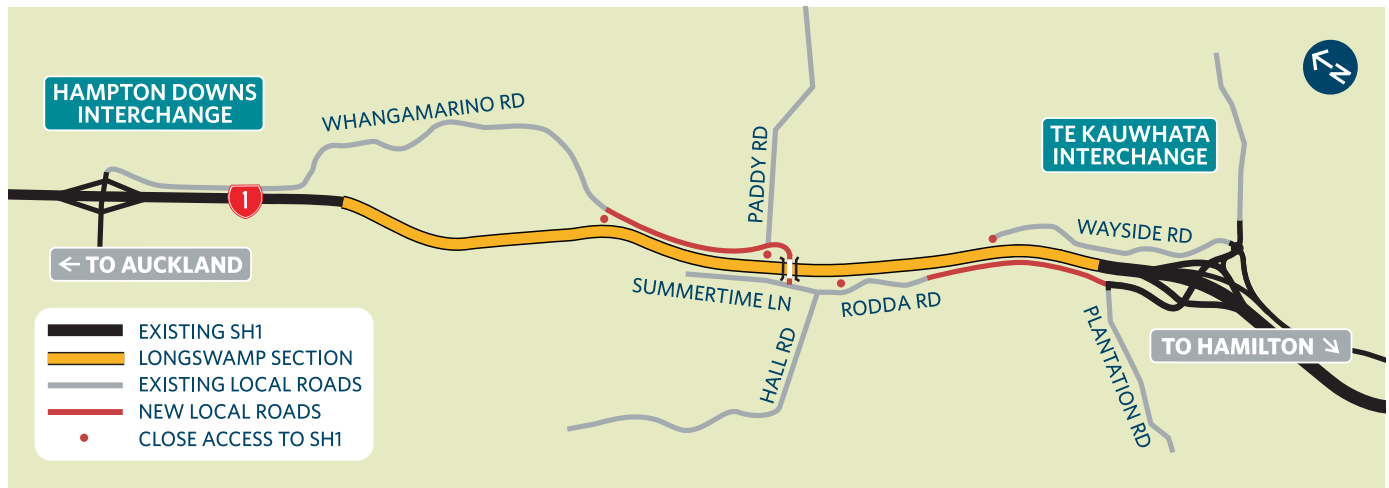 HAMPTON DOWNS
INTERCHANGE
WHANGAMARINO RD
1
← TO AUCKLAND
PADDY RD
TE KAUWHATA
INTERCHANGE
N
WAYSIDE RD
SUMMERTIME LN
RODDA RD
HALL RD
PLANTATION RD
TO HAMILTON ↘
EXISTING SH1
LONGSWAMP SECTION
EXISTING LOCAL ROADS
NEW LOCAL ROADS
CLOSE ACCESS TO SH1